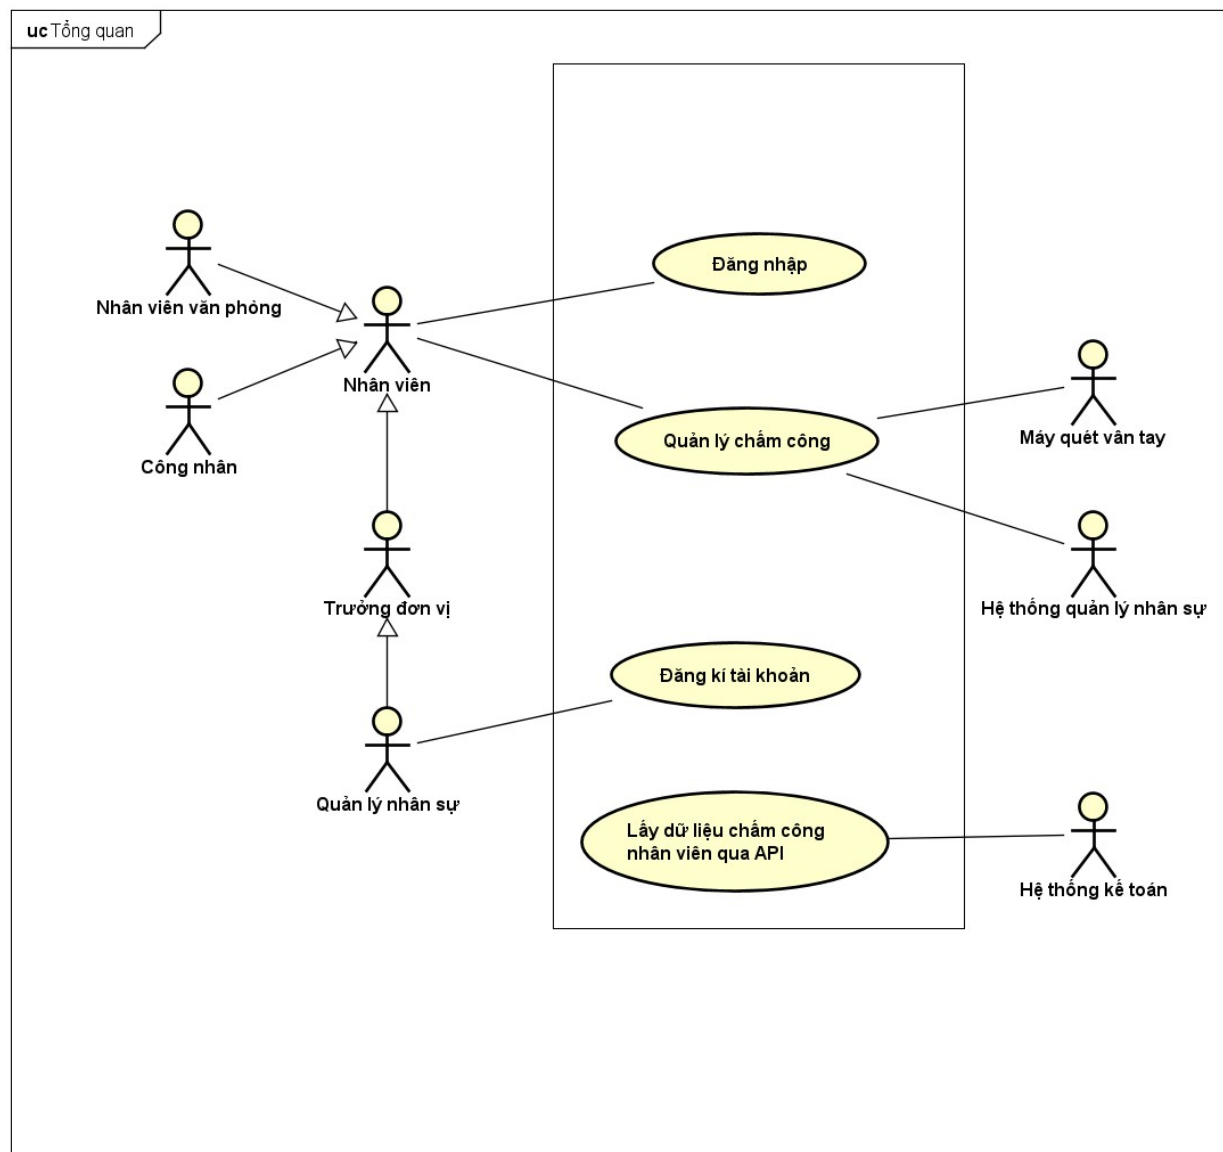 uc Tổng quan
Đăng nhập
Nhân viên văn phòng
Nhân viên
Công nhân
Quản lý chấm công
Máy quét vân tay
Trưởng đơn vị
Hệ thống quản lý nhân sự
Đăng kí tài khoản
Quản lý nhân sự
Lấy dữ liệu chấm công
nhân viên qua API
Hệ thống kế toán